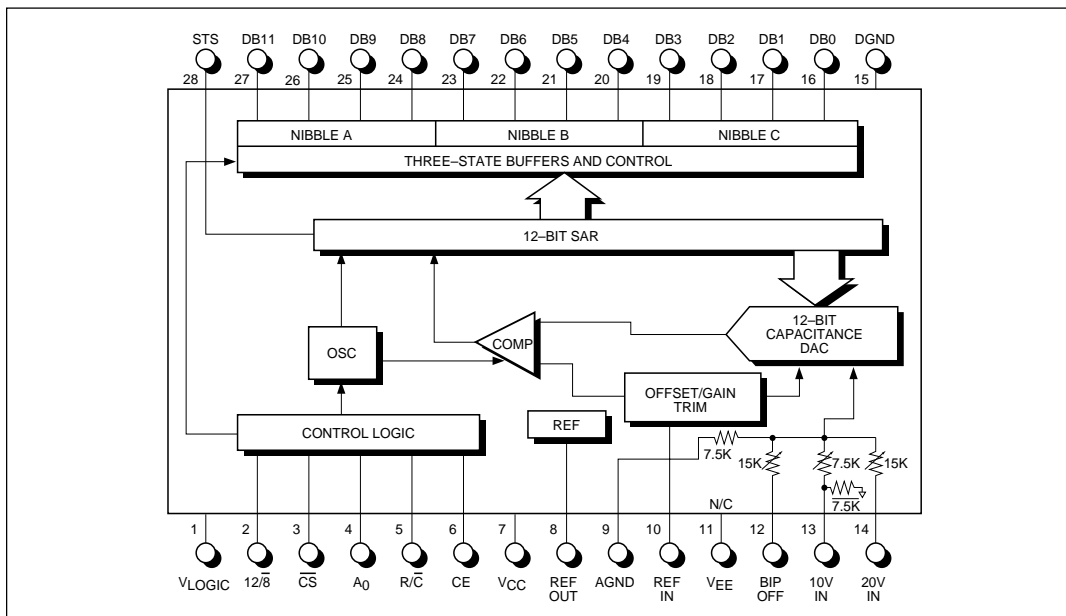 STS DB11 DB10 DB9 DB8 DB7 DB6 DB5 DB4 DB3 DB2 DB1 DB0 DGND
28 27 26 25 24 23 22 21 20 19 18 17 16 15
NIBBLE A NIBBLE B NIBBLE C
THREE–STATE BUFFERS AND CONTROL
12–BIT SAR
12–BIT
CAPACITANCE
DAC
COMP
OSC
OFFSET/GAIN
TRIM
REF
CONTROL LOGIC
7.5K
15K 7.5K 15K
7.5K
N/C
1 2 3 4 5 6 7 8 9 10 11 12 13 14
VLOGIC 12/8̅ C̅S̅ A0 R/C̅ CE VCC REF OUT AGND REF IN VEE BIP OFF 10V IN 20V IN